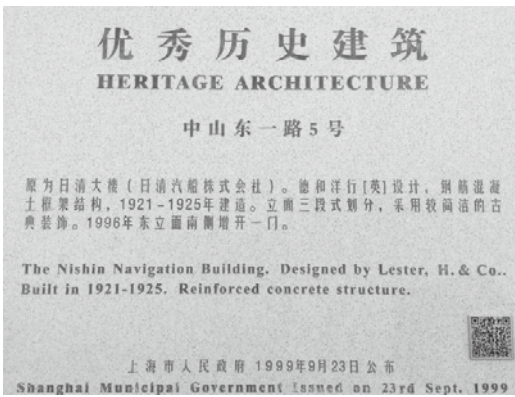 优秀历史建筑
HERITAGE ARCHITECTURE
中山东一路5号
原为日清大楼(日清汽船株式会社)。德和洋行[英]设计,钢筋混凝
土框架结构,1921-1925年建造。立面三段式划分,采用较简洁的古
典装饰。1996年东立面南侧增开一门。
The Nishin Navigation Building. Designed by Lester, H. & Co..
Built in 1921-1925. Reinforced concrete structure.
上海市人民政府 1999年9月23日公布
Shanghai Municipal Government Issued on 23rd Sept. 1999